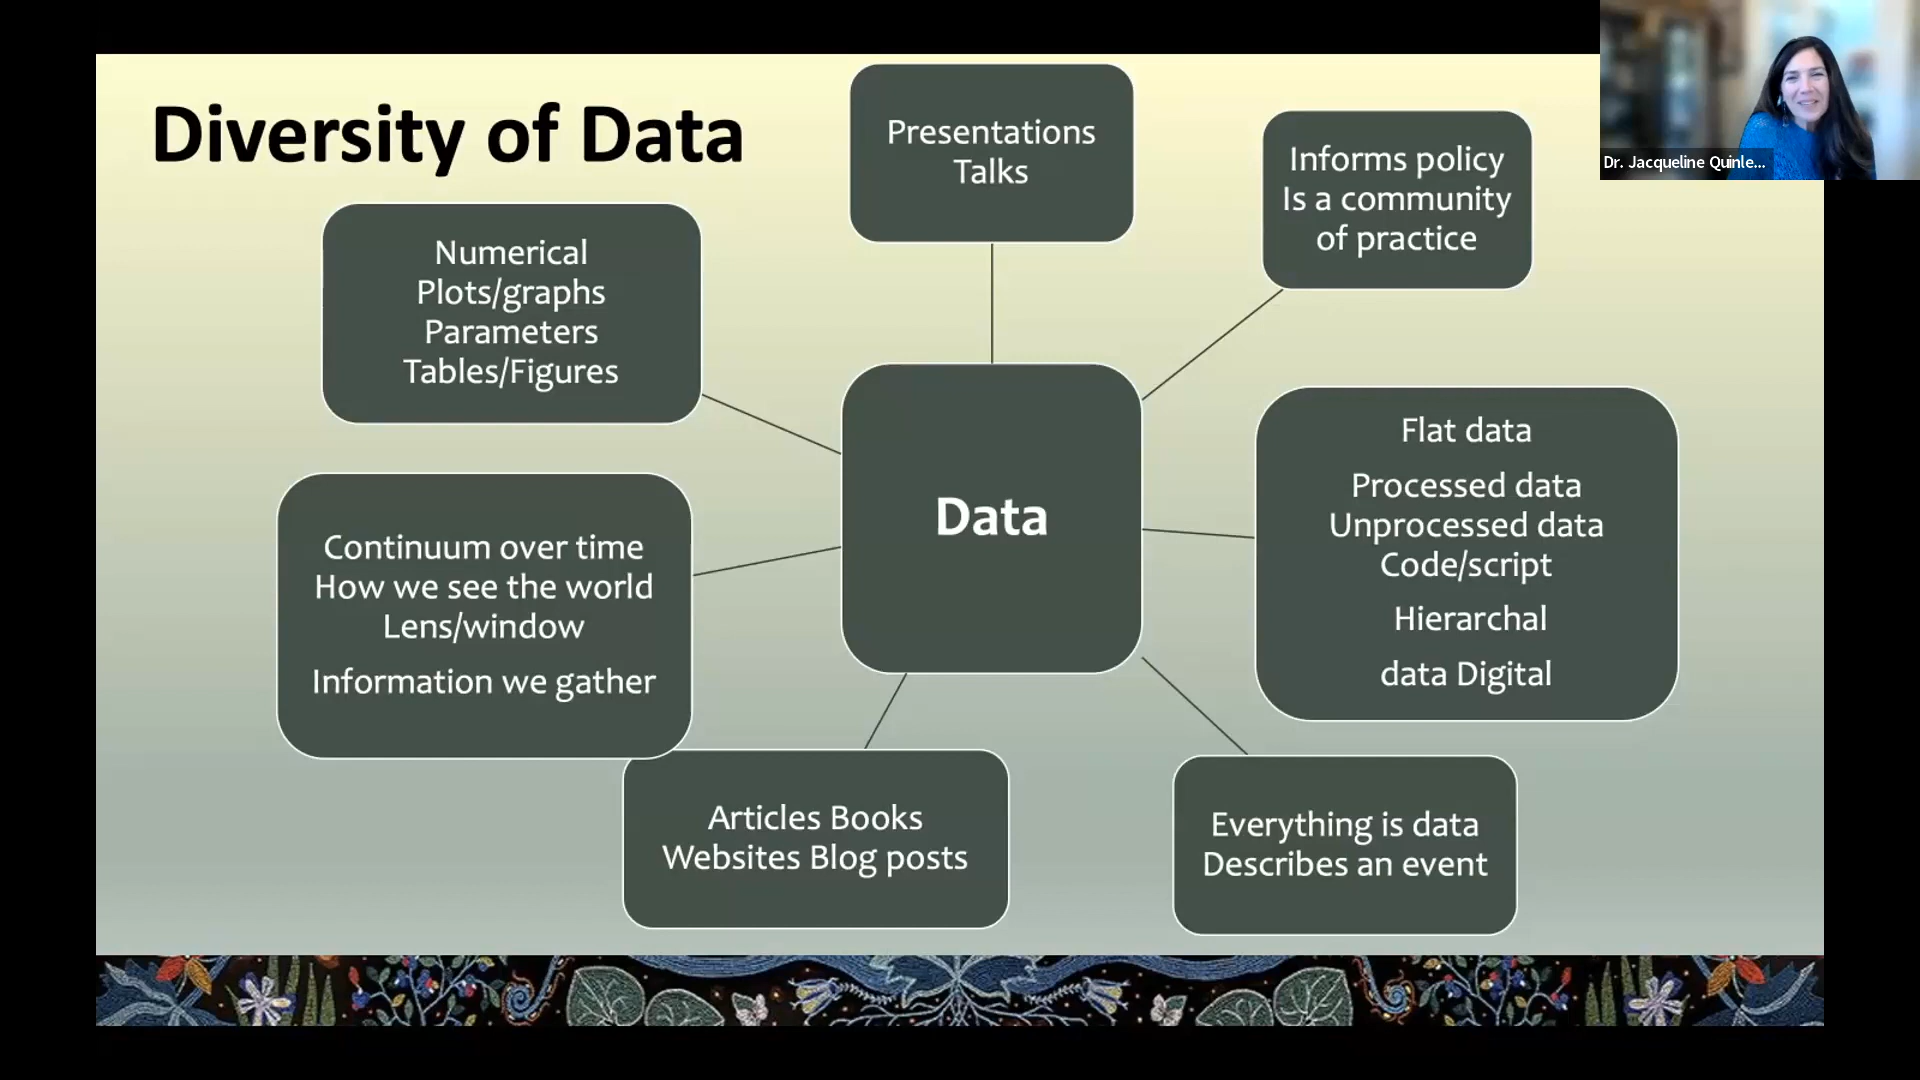 Diversity of Data
Presentations
Talks
Informs policy
Is a community
of practice
Dr. Jacqueline Quinle...
Numerical
Plots/graphs
Parameters
Tables/Figures
Data
Flat data
Processed data
Unprocessed data
Code/script
Hierarchal
data Digital
Continuum over time
How we see the world
Lens/window
Information we gather
Articles Books
Websites Blog posts
Everything is data
Describes an event